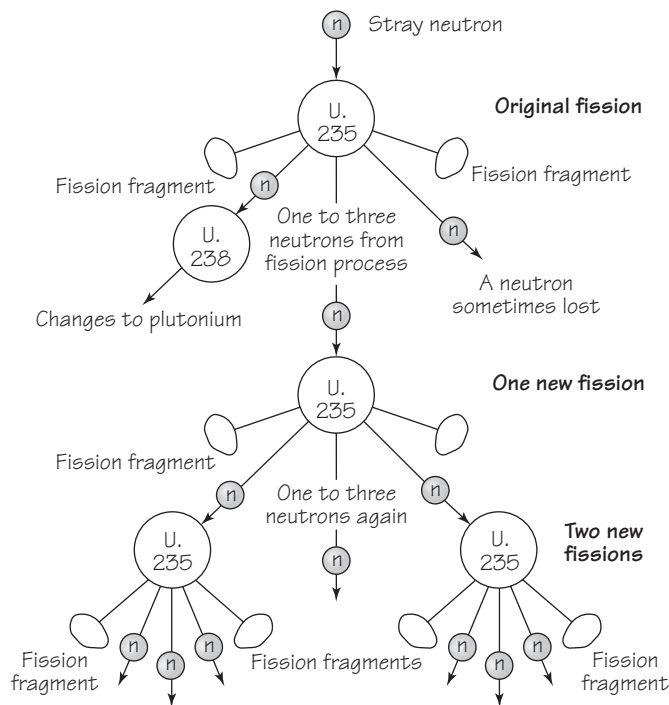 n Stray neutron
U.
235
Original fission
Fission fragment
Fission fragment
n
n
U.
238
One to three
neutrons from
fission process
A neutron
sometimes lost
Changes to plutonium
n
U.
235
One new fission
Fission fragment
n
One to three
neutrons again
n
U.
235
n
U.
235
Two new
fissions
Fission
fragment
n
n
n
Fission fragments
n
n
n
Fission
fragment